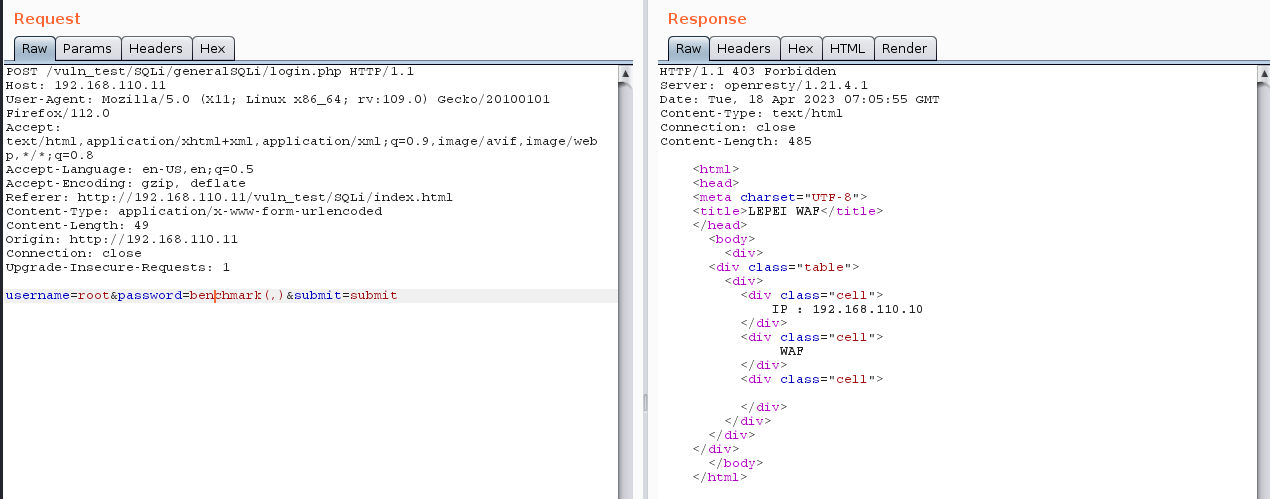 Request
Raw Params Headers Hex
POST /vuln_test/SQLi/generalSQLi/login.php HTTP/1.1
Host: 192.168.110.11
User-Agent: Mozilla/5.0 (X11; Linux x86_64; rv:109.0) Gecko/20100101
Firefox/112.0
Accept:
text/html,application/xhtml+xml,application/xml;q=0.9,image/avif,image/web
p,*/*;q=0.8
Accept-Language: en-US,en;q=0.5
Accept-Encoding: gzip, deflate
Referer: http://192.168.110.11/vuln_test/SQLi/index.html
Content-Type: application/x-www-form-urlencoded
Content-Length: 49
Origin: http://192.168.110.11
Connection: close
Upgrade-Insecure-Requests: 1
username=root&password=benchmark(,)&submit=submit
Response
Raw Headers Hex HTML Render
HTTP/1.1 403 Forbidden
Server: openresty/1.21.4.1
Date: Tue, 18 Apr 2023 07:05:55 GMT
Content-Type: text/html
Connection: close
Content-Length: 485
<html>
<head>
<meta charset="UTF-8">
<title>LEPEI WAF</title>
</head>
<body>
<div>
<div class="table">
<div>
<div class="cell">
IP : 192.168.110.10
</div>
<div class="cell">
WAF
</div>
<div class="cell">
</div>
</div>
</div>
</div>
</body>
</html>